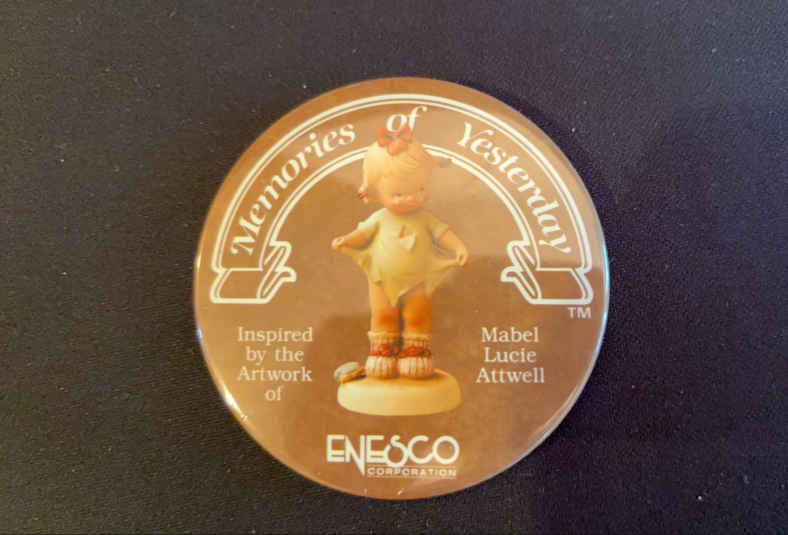 Memories of Yesterday
TM
Inspired
by the
Artwork
of
Mabel
Lucie
Attwell
ENESCO
CORPORATION